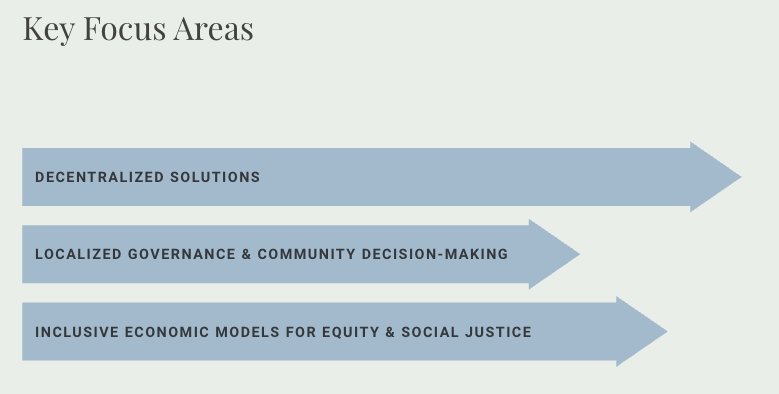 Key Focus Areas
DECENTRALIZED SOLUTIONS
LOCALIZED GOVERNANCE & COMMUNITY DECISION-MAKING
INCLUSIVE ECONOMIC MODELS FOR EQUITY & SOCIAL JUSTICE